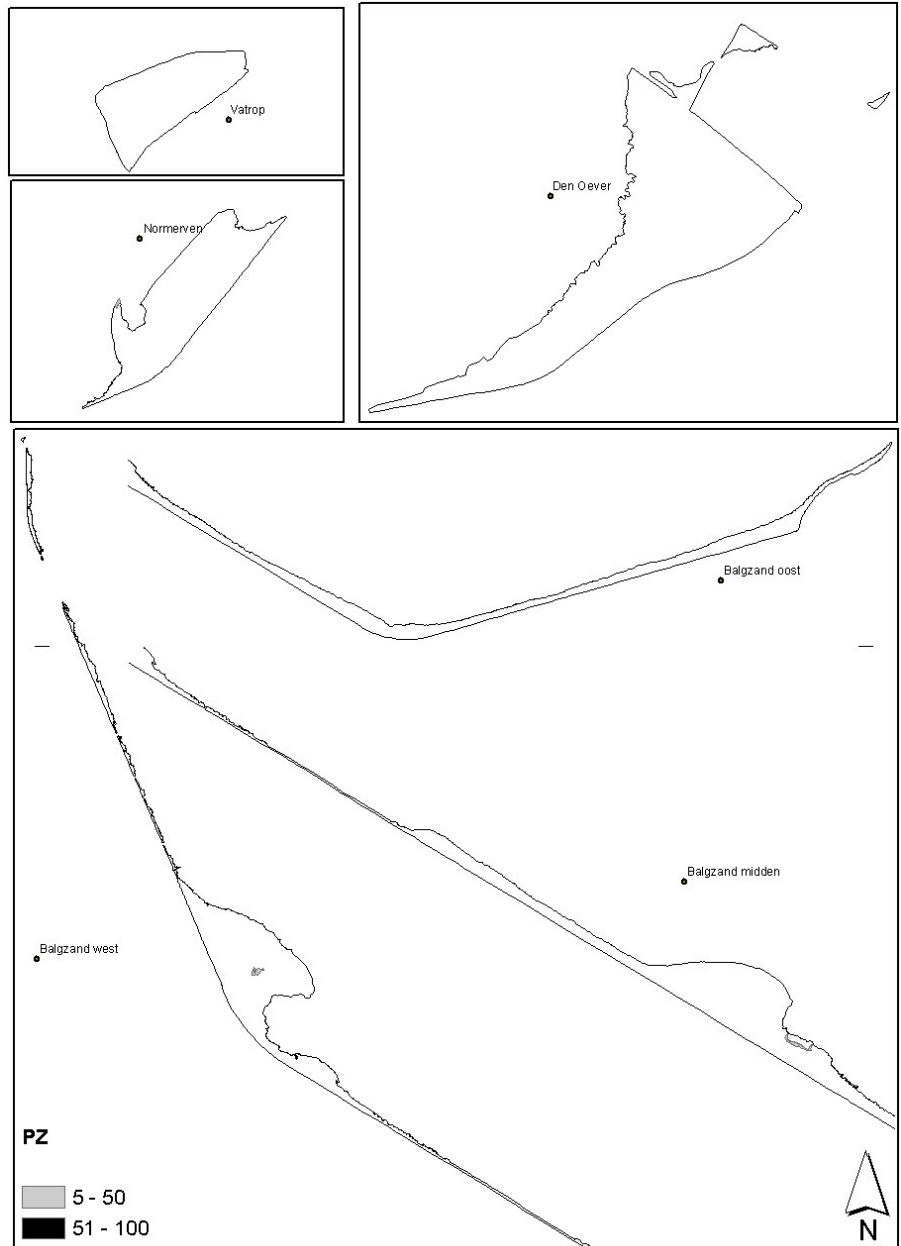 Vatrop
Normerven
Den Oever
Balgzand oost
Balgzand midden
Balgzand west
PZ
5 - 50
51 - 100
N